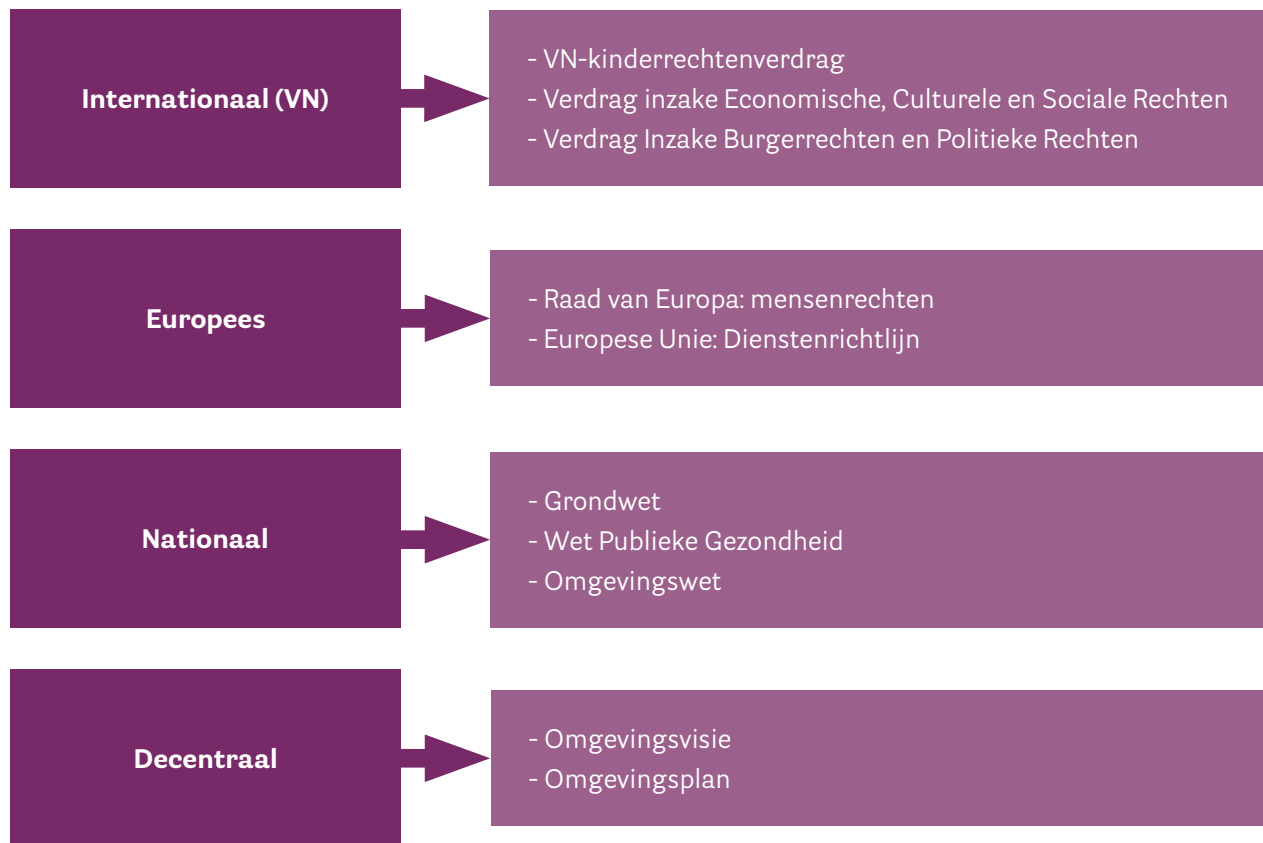 Internationaal (VN)
- VN-kinderrechtenverdrag
- Verdrag inzake Economische, Culturele en Sociale Rechten
- Verdrag Inzake Burgerrechten en Politieke Rechten
Europees
- Raad van Europa: mensenrechten
- Europese Unie: Dienstenrichtlijn
Nationaal
- Grondwet
- Wet Publieke Gezondheid
- Omgevingswet
Decentraal
- Omgevingsvisie
- Omgevingsplan